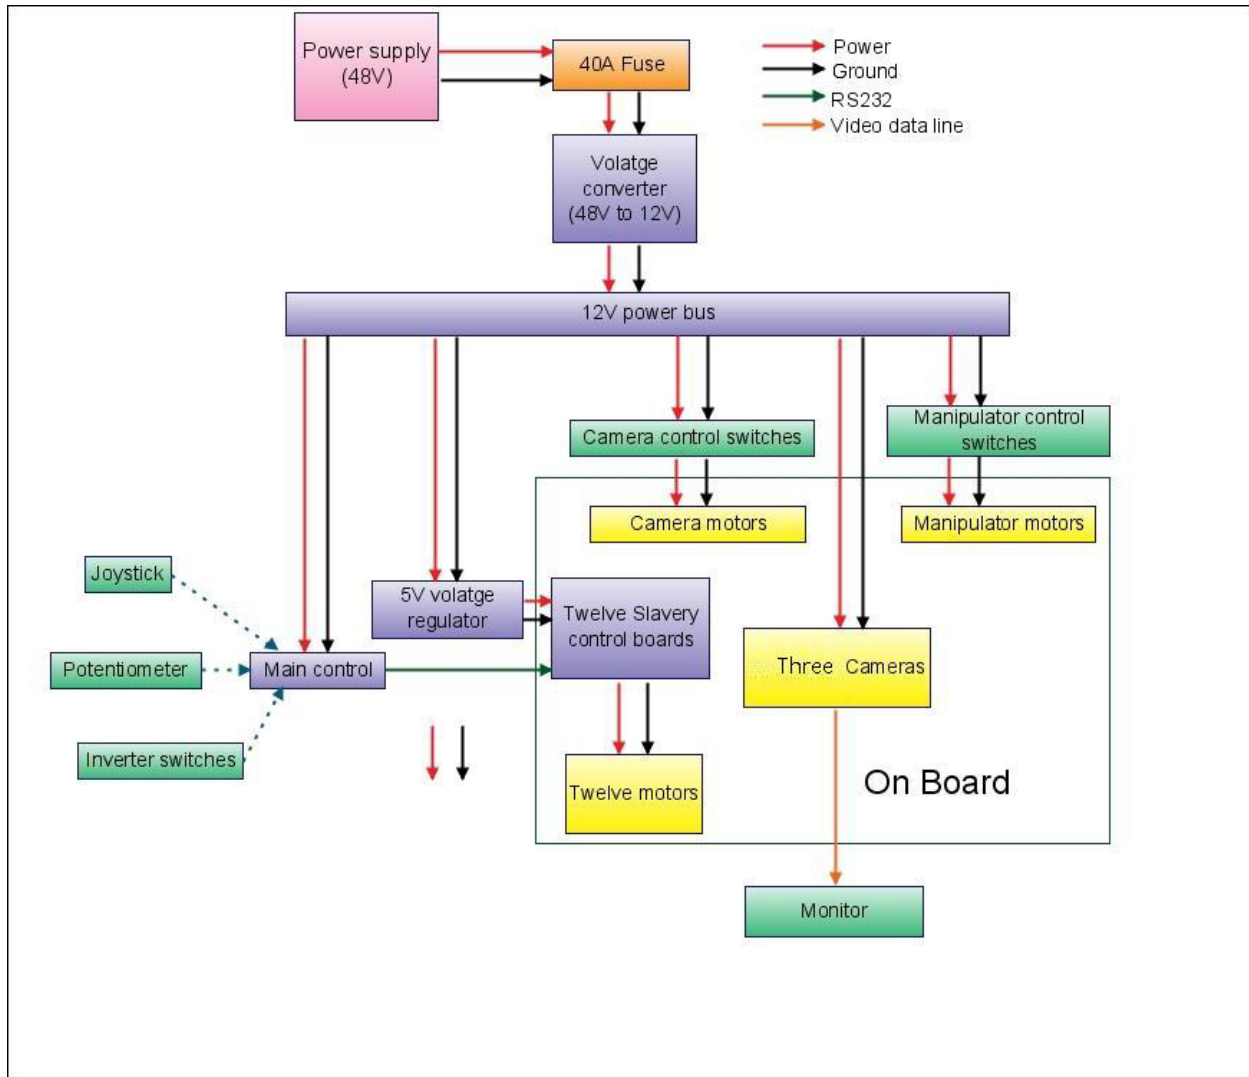 Power supply
(48V)
40A Fuse
Power
Ground
RS232
Video data line
Volatge
converter
(48V to 12V)
12V power bus
Camera control switches
Manipulator control
switches
Camera motors
Manipulator motors
Joystick
5V volatge
regulator
Twelve Slavery
control boards
Potentiometer
Main control
Three Cameras
Inverter switches
Twelve motors
On Board
Monitor